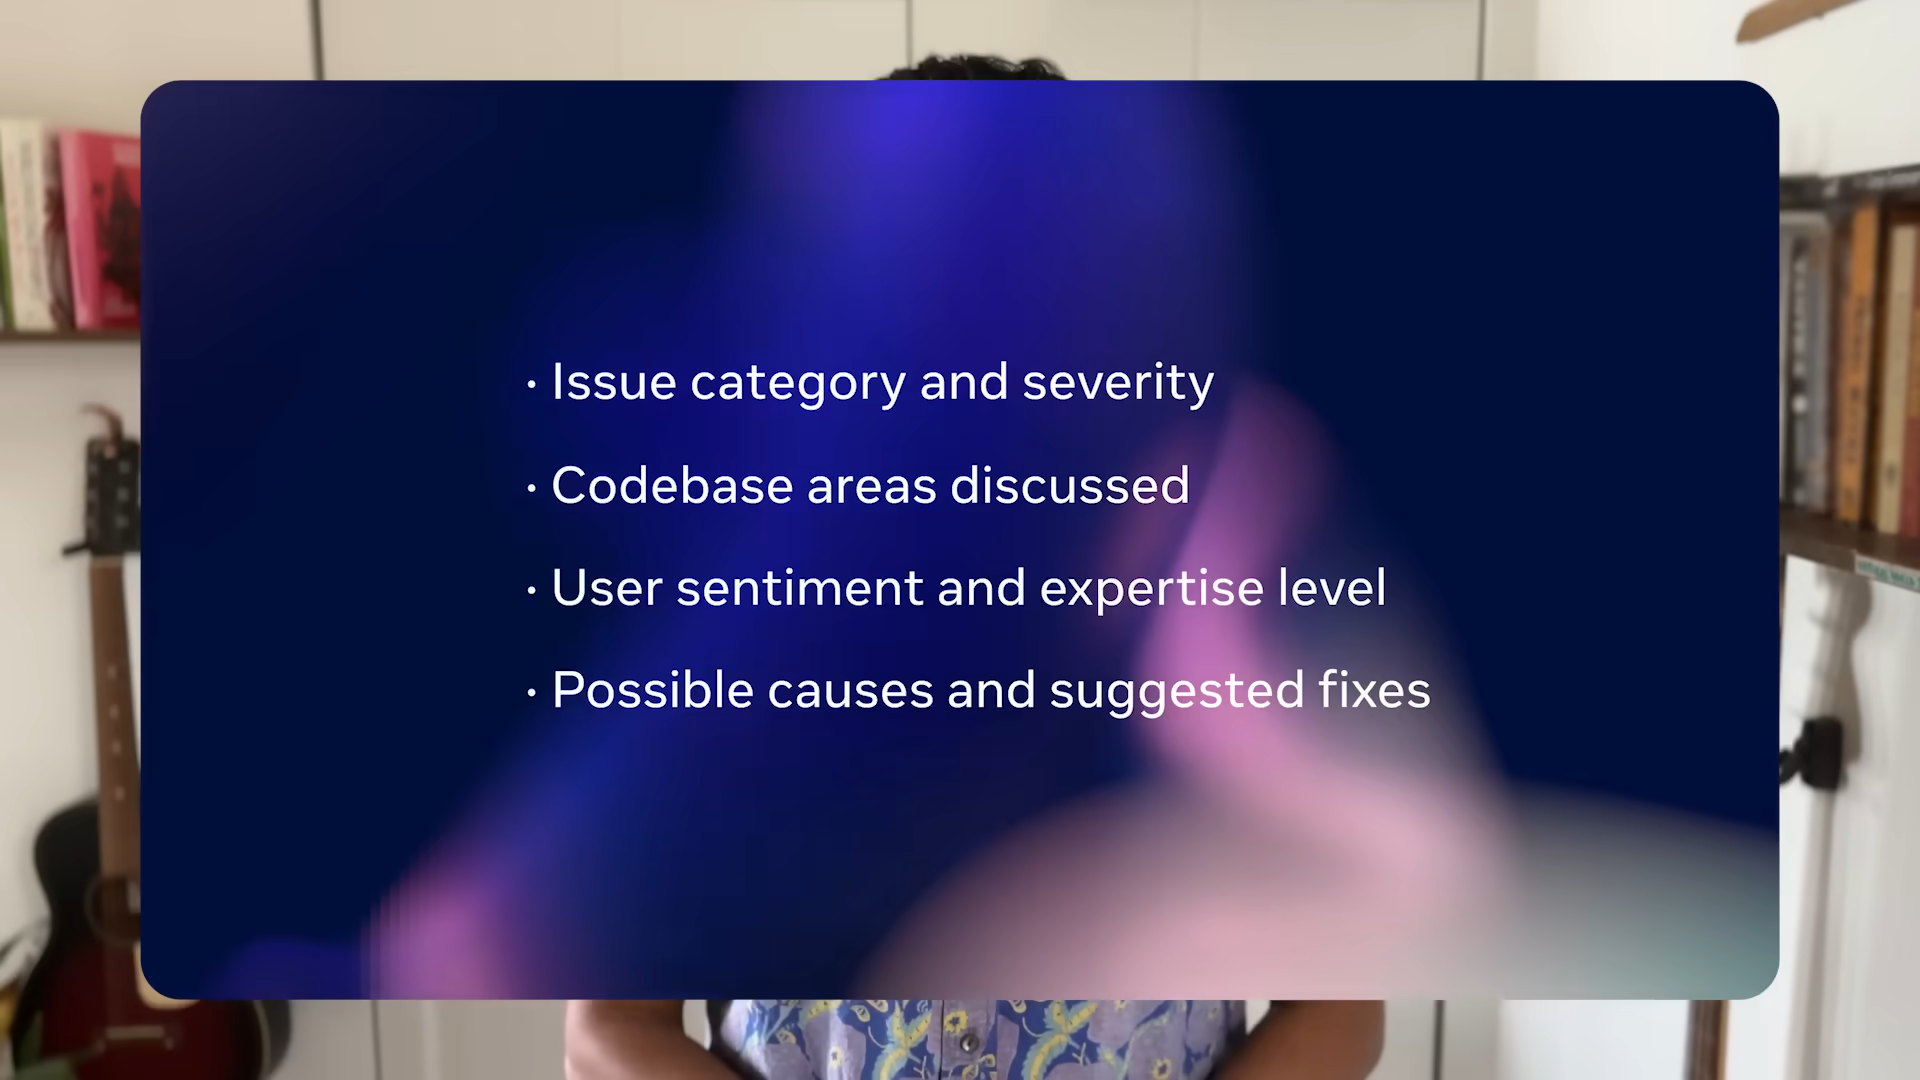 · Issue category and severity
· Codebase areas discussed
· User sentiment and expertise level
· Possible causes and suggested fixes